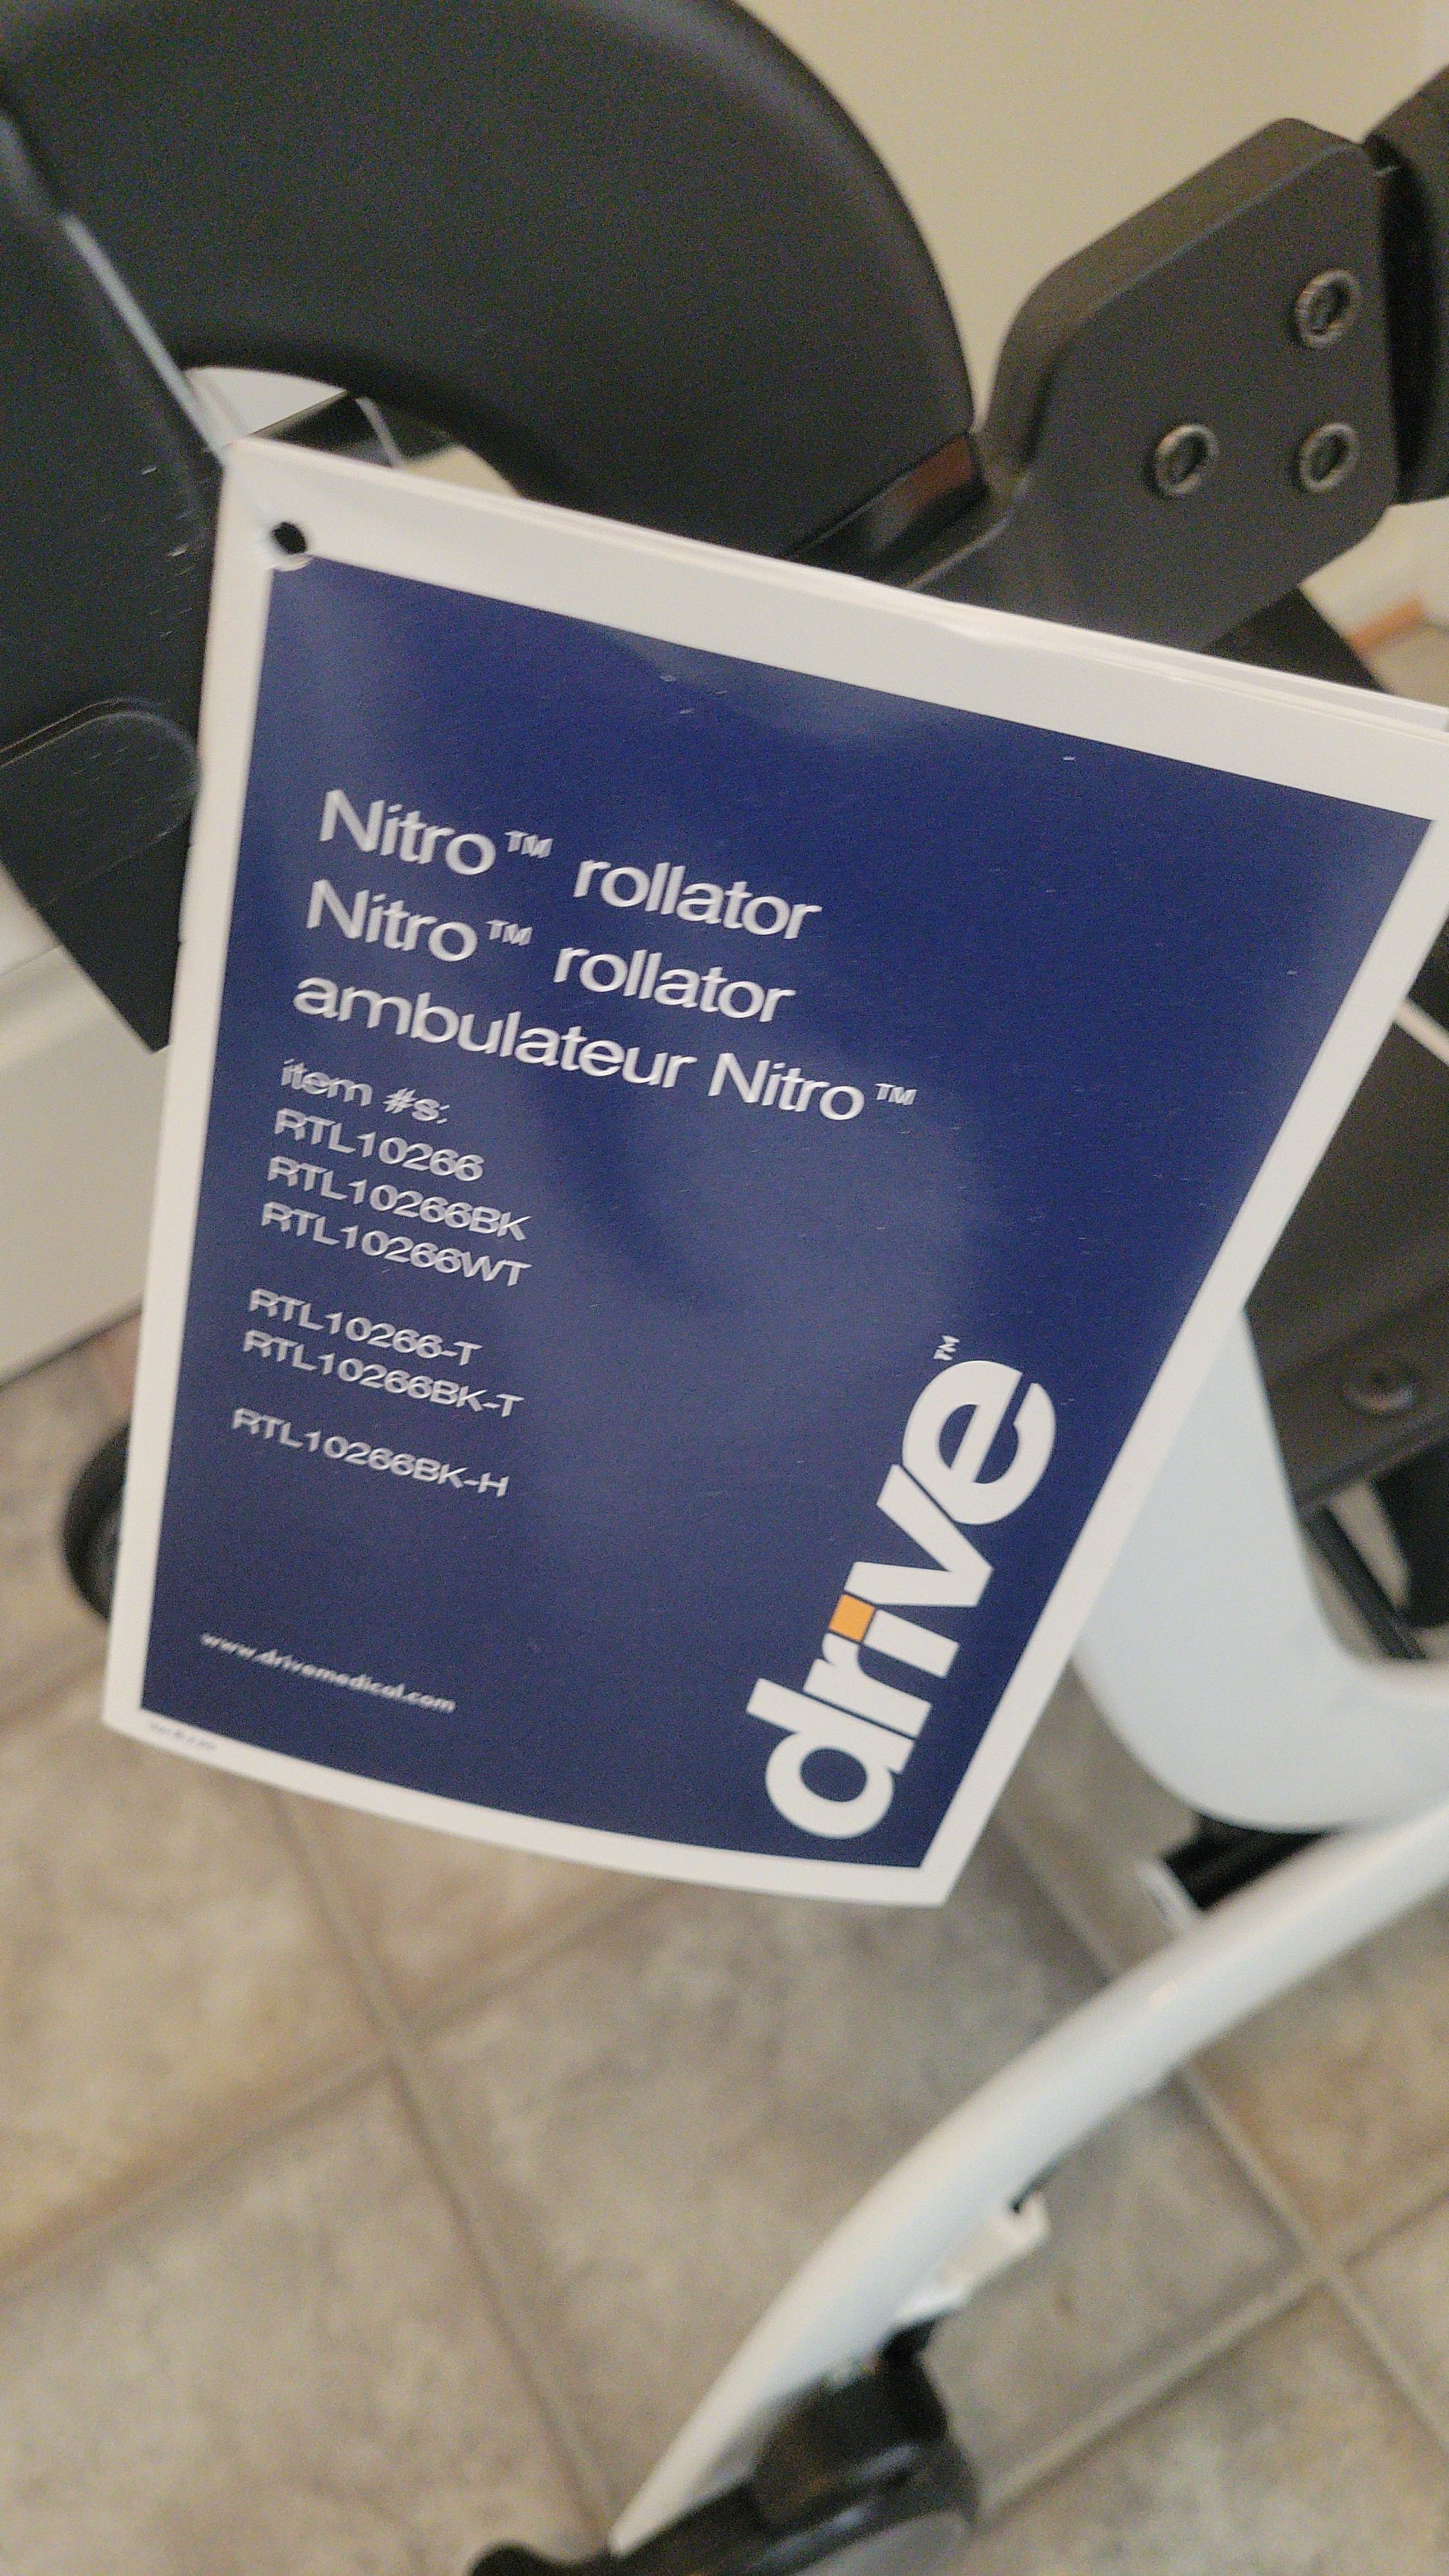 Nitro™ rollator
Nitro™ rollator
ambulateur Nitro™
item #s:
RTL10266
RTL10266BK
RTL10266WT
RTL10266-T
RTL10266BK-T
RTL10266BK-H
www.drivemedical.com
drive™